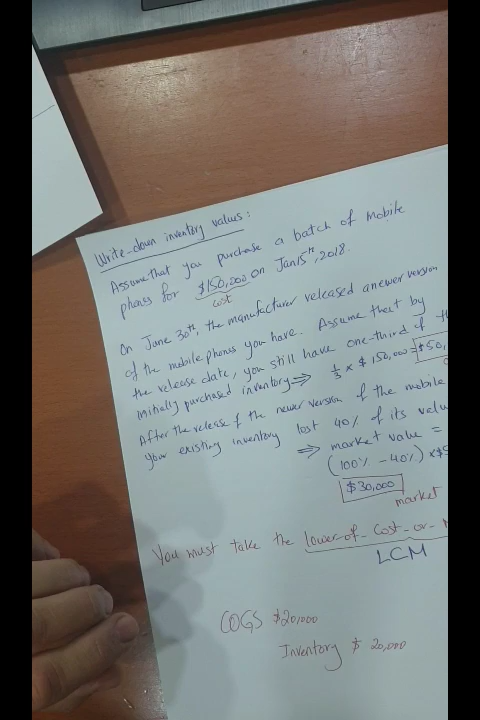 Write-down inventory values:
Assume that you purchase a batch of mobile
phones for $150,000 on Jan 15th, 2018.
cost
On June 30th, the manufacturer released a newer version
of the mobile phones you have. Assume that by
the release date, you still have one-third of
initially purchased inventory ⇒ 1/3 × $150,000 = $50,
After the release of the newer version of the mobile
your existing inventory lost 40% of its
⇒ market value =
(100% - 40%) ×
$30,000
market
You must take the lower-of-Cost-or-
LCM
COGS $20,000
Inventory $ 20,000